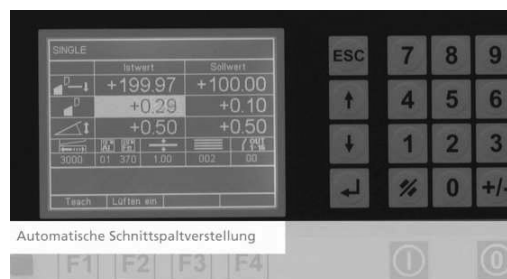 SINGLE
Istwert Sollwert
+199.97 +100.00
+0.29 +0.10
+0.50 +0.50
3000 01 370 1.00 002 00
Teach Lüften ein
ESC 7 8 9
4 5 6
1 2 3
0 +/-
Automatische Schnittspaltverstellung
F1 F2 F3 F4